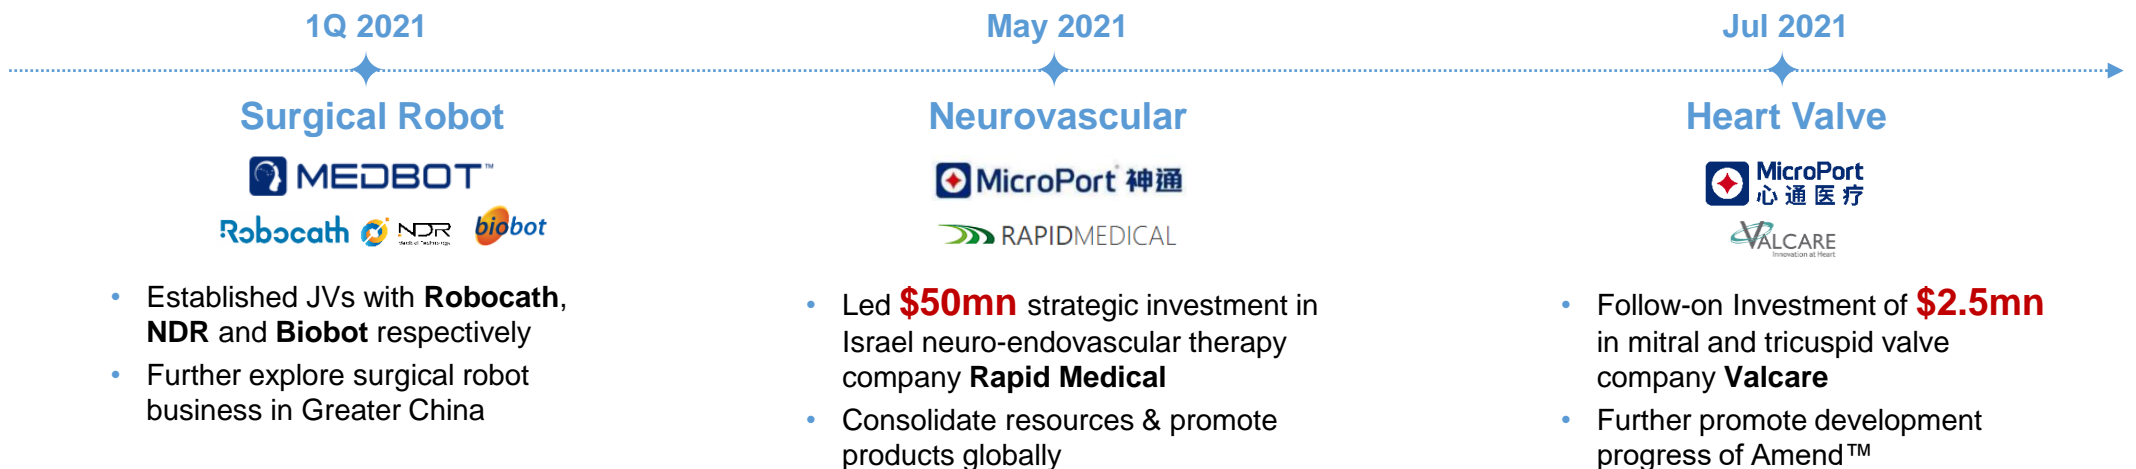 1Q 2021
May 2021
Jul 2021
Surgical Robot
MEDBOT™
Robocath
NDR
biobot
• Established JVs with Robocath,
NDR and Biobot respectively
• Further explore surgical robot
business in Greater China
Neurovascular
MicroPort 神通
RAPIDMEDICAL
• Led $50mn strategic investment in
Israel neuro-endovascular therapy
company Rapid Medical
• Consolidate resources & promote
products globally
Heart Valve
MicroPort
心通医疗
VALCARE
Innovation at Heart
• Follow-on Investment of $2.5mn
in mitral and tricuspid valve
company Valcare
• Further promote development
progress of Amend™